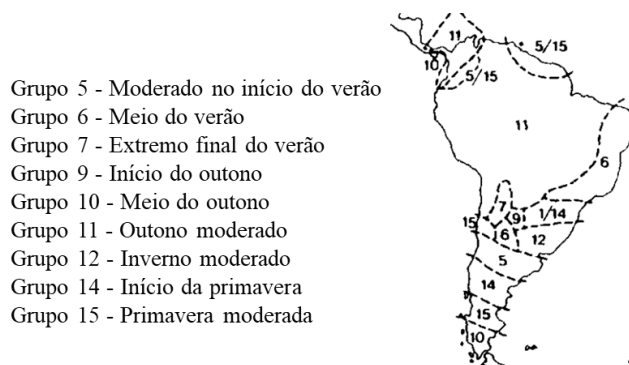 Grupo 5 - Moderado no início do verão
Grupo 6 - Meio do verão
Grupo 7 - Extremo final do verão
Grupo 9 - Início do outono
Grupo 10 - Meio do outono
Grupo 11 - Outono moderado
Grupo 12 - Inverno moderado
Grupo 14 - Início da primavera
Grupo 15 - Primavera moderada
11
5/15
10
5/15
11
6
7
15
9
1/14
6
12
5
14
15
10